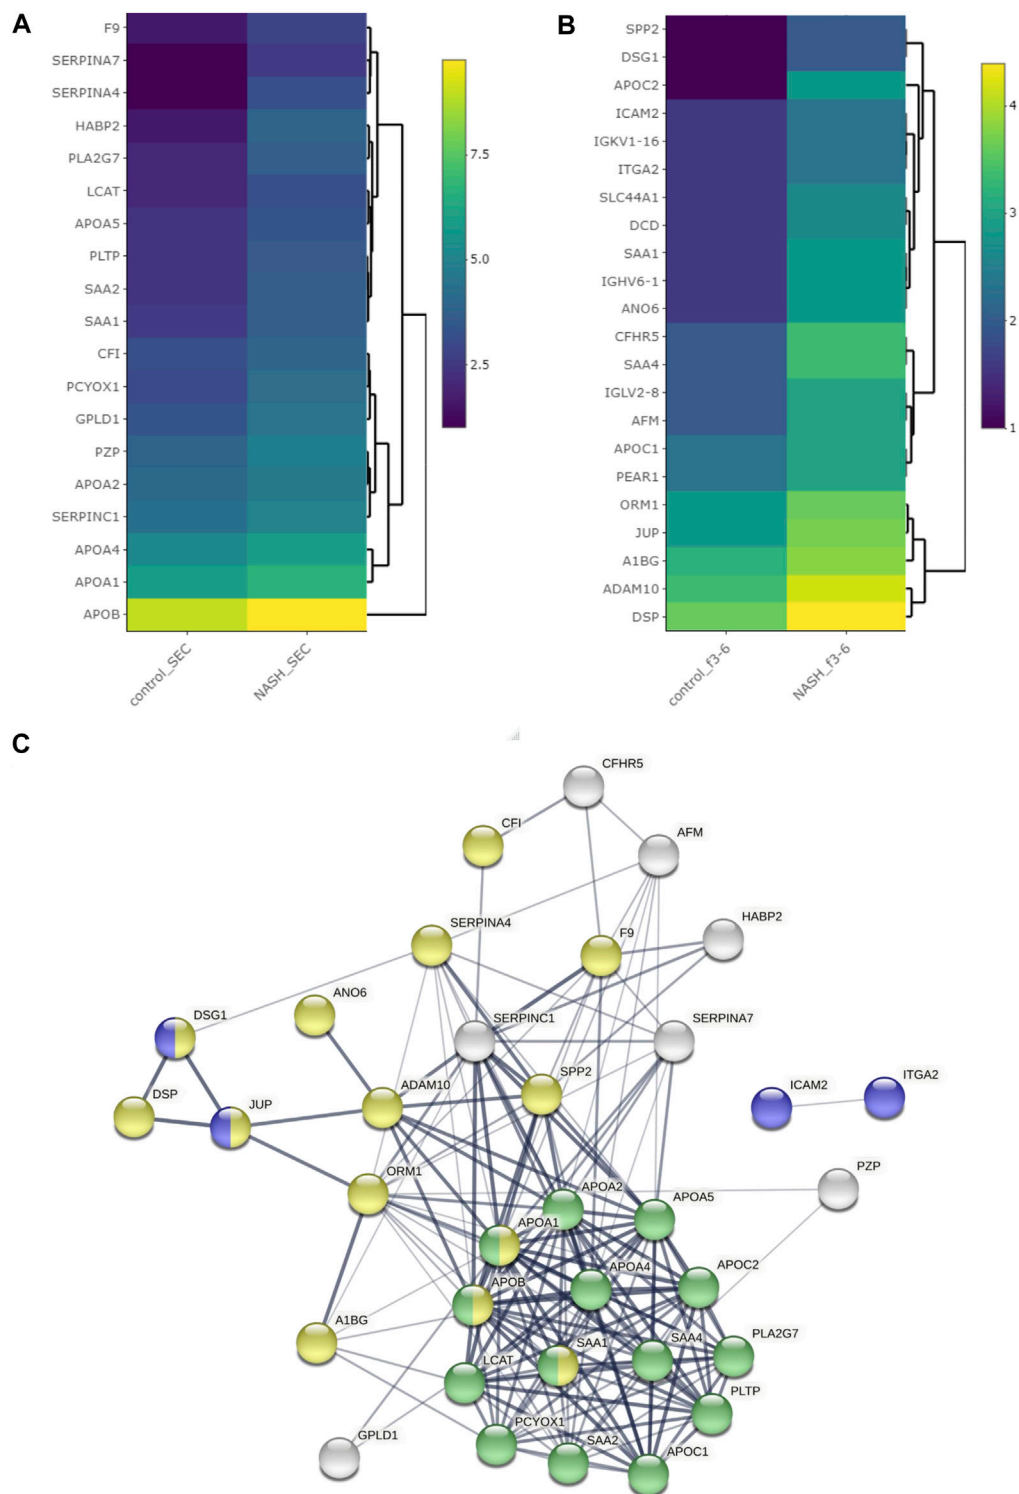 A
F9
SERPINA7
SERPINA4
HABP2
PLA2G7
LCAT
APOA5
PLTP
SAA2
SAA1
CFI
PCYOX1
GPLD1
PZP
APOA2
SERPINC1
APOA4
APOA1
APOB
control_SEC
NASH_SEC
7.5
5.0
2.5
B
SPP2
DSG1
APOC2
ICAM2
IGKV1-16
ITGA2
SLC44A1
DCD
SAA1
IGHV6-1
ANO6
CFHR5
SAA4
IGLV2-8
AFM
APOC1
PEAR1
ORM1
JUP
A1BG
ADAM10
DSP
control_f3-6
NASH_f3-6
4
3
2
1
C
CFHR5
CFI
AFM
HABP2
SERPINA4
F9
ANO6
DSG1
SERPINC1
SERPINA7
SPP2
ADAM10
DSP
JUP
ICAM2
ITGA2
ORM1
PZP
APOA2
APOA5
APOA1
APOA4
APOC2
APOB
A1BG
SAA1
SAA4
PLA2G7
LCAT
PLTP
PCYOX1
SAA2
GPLD1
APOC1